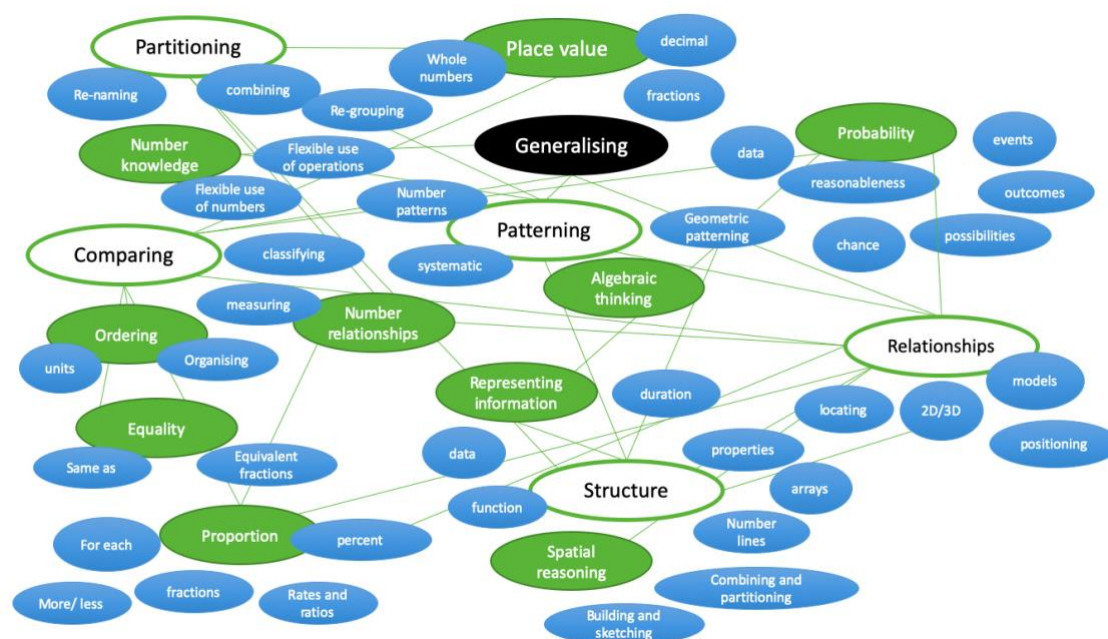 Partitioning
Place value
decimal
Whole
numbers
Re-naming
combining
Re-grouping
fractions
Number
knowledge
Flexible use
of operations
Generalising
data
Probability
events
reasonableness
outcomes
Flexible use
of numbers
Number
patterns
Patterning
Geometric
patterning
chance
possibilities
Comparing
classifying
systematic
Algebraic
thinking
measuring
Number
relationships
Ordering
units
Organising
Relationships
models
Representing
information
duration
locating
2D/3D
positioning
Equality
Same as
Equivalent
fractions
data
properties
function
Structure
arrays
Number
lines
Proportion
percent
For each
Spatial
reasoning
More/ less
fractions
Rates and
ratios
Combining and
partitioning
Building and
sketching